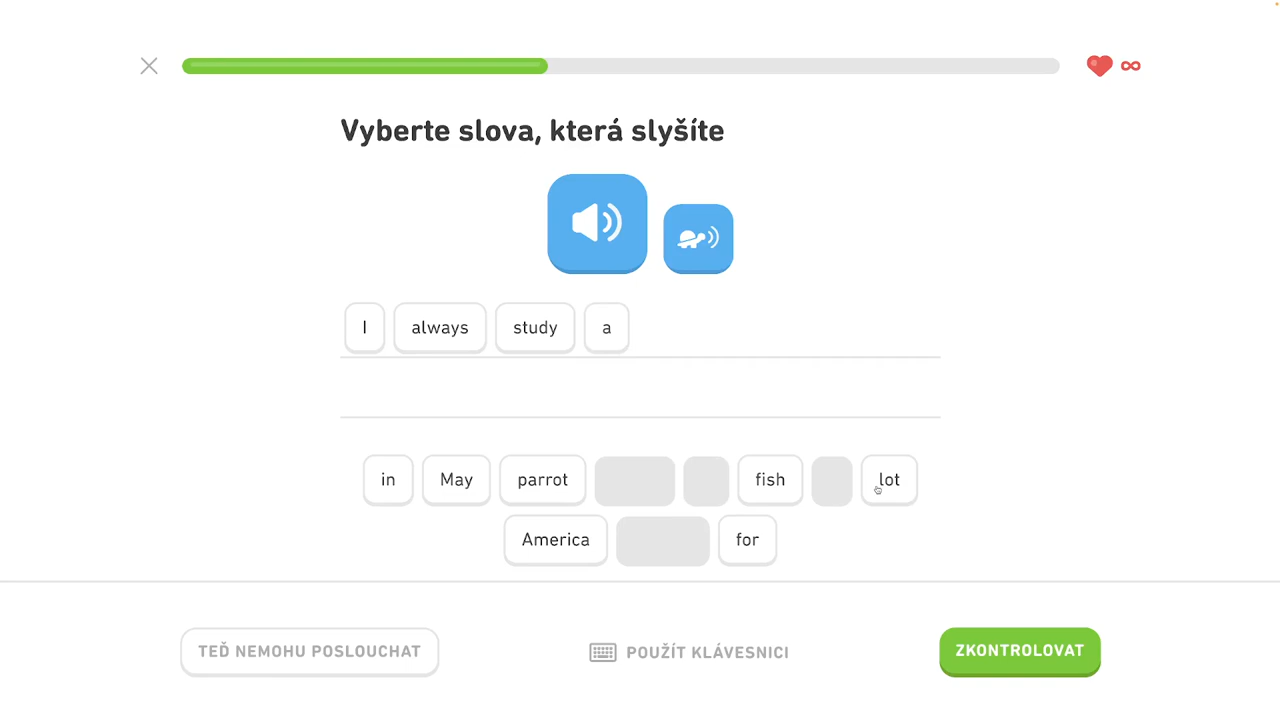 Vyberte slova, která slyšíte
I always study a
in May parrot fish lot
America for
TEĎ NEMOHU POSLOUCHAT POUŽÍT KLÁVESNICI ZKONTROLOVAT